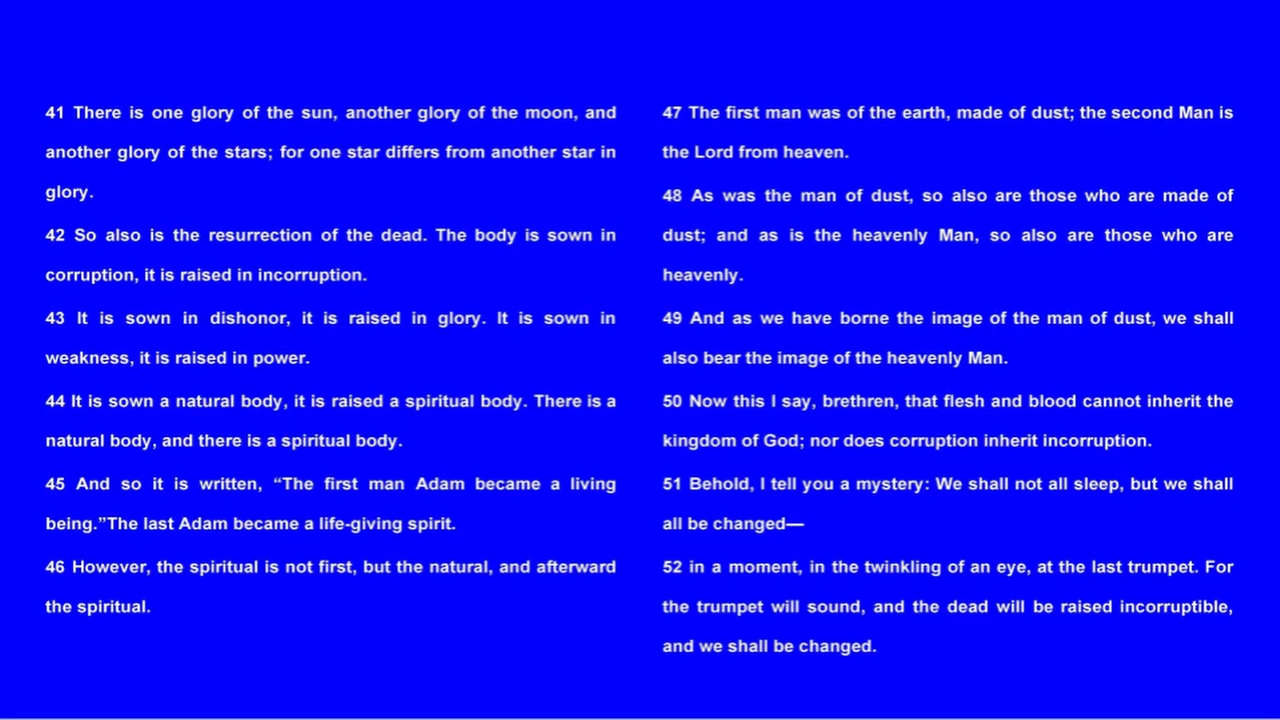 41 There is one glory of the sun, another glory of the moon, and
another glory of the stars; for one star differs from another star in
glory.
42 So also is the resurrection of the dead. The body is sown in
corruption, it is raised in incorruption.
43 It is sown in dishonor, it is raised in glory. It is sown in
weakness, it is raised in power.
44 It is sown a natural body, it is raised a spiritual body. There is a
natural body, and there is a spiritual body.
45 And so it is written, “The first man Adam became a living
being.”The last Adam became a life-giving spirit.
46 However, the spiritual is not first, but the natural, and afterward
the spiritual.
47 The first man was of the earth, made of dust; the second Man is
the Lord from heaven.
48 As was the man of dust, so also are those who are made of
dust; and as is the heavenly Man, so also are those who are
heavenly.
49 And as we have borne the image of the man of dust, we shall
also bear the image of the heavenly Man.
50 Now this I say, brethren, that flesh and blood cannot inherit the
kingdom of God; nor does corruption inherit incorruption.
51 Behold, I tell you a mystery: We shall not all sleep, but we shall
all be changed—
52 in a moment, in the twinkling of an eye, at the last trumpet. For
the trumpet will sound, and the dead will be raised incorruptible,
and we shall be changed.